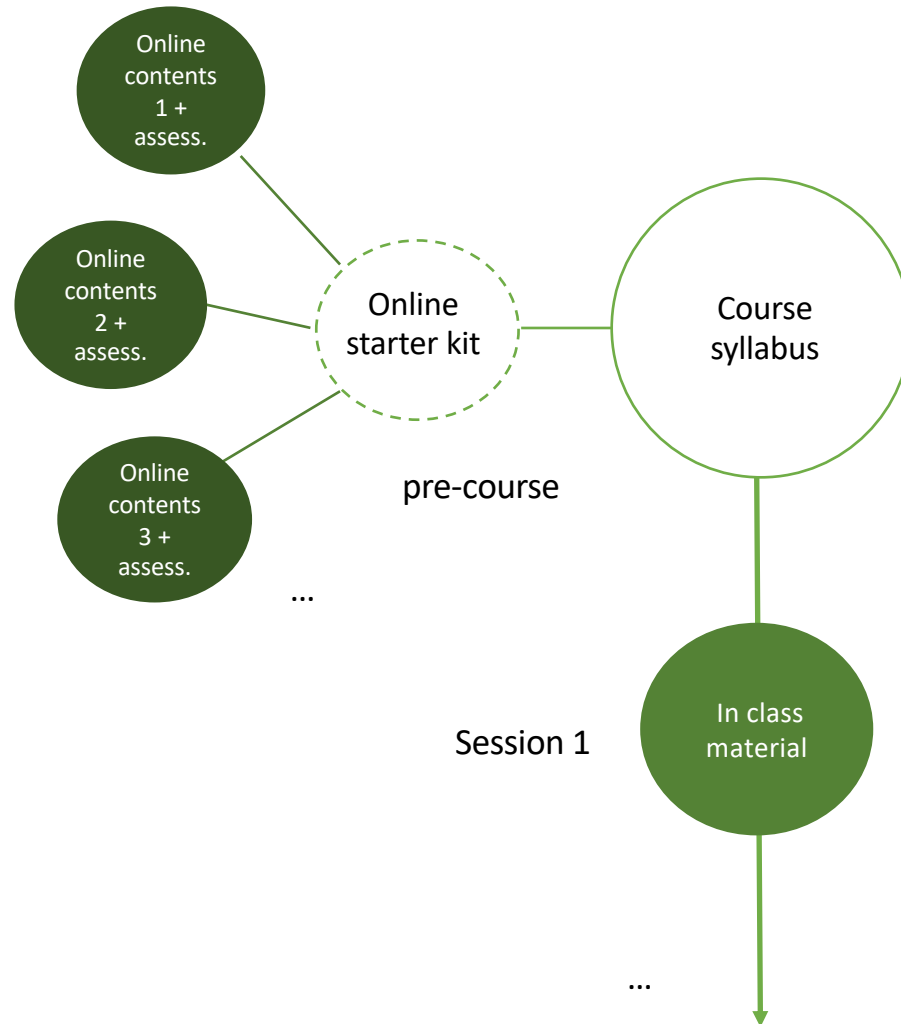 Online
contents
1 +
assess.
Online
contents
2 +
assess.
Online
starter kit
Course
syllabus
Online
contents
3 +
assess.
pre-course
...
In class
material
Session 1
...